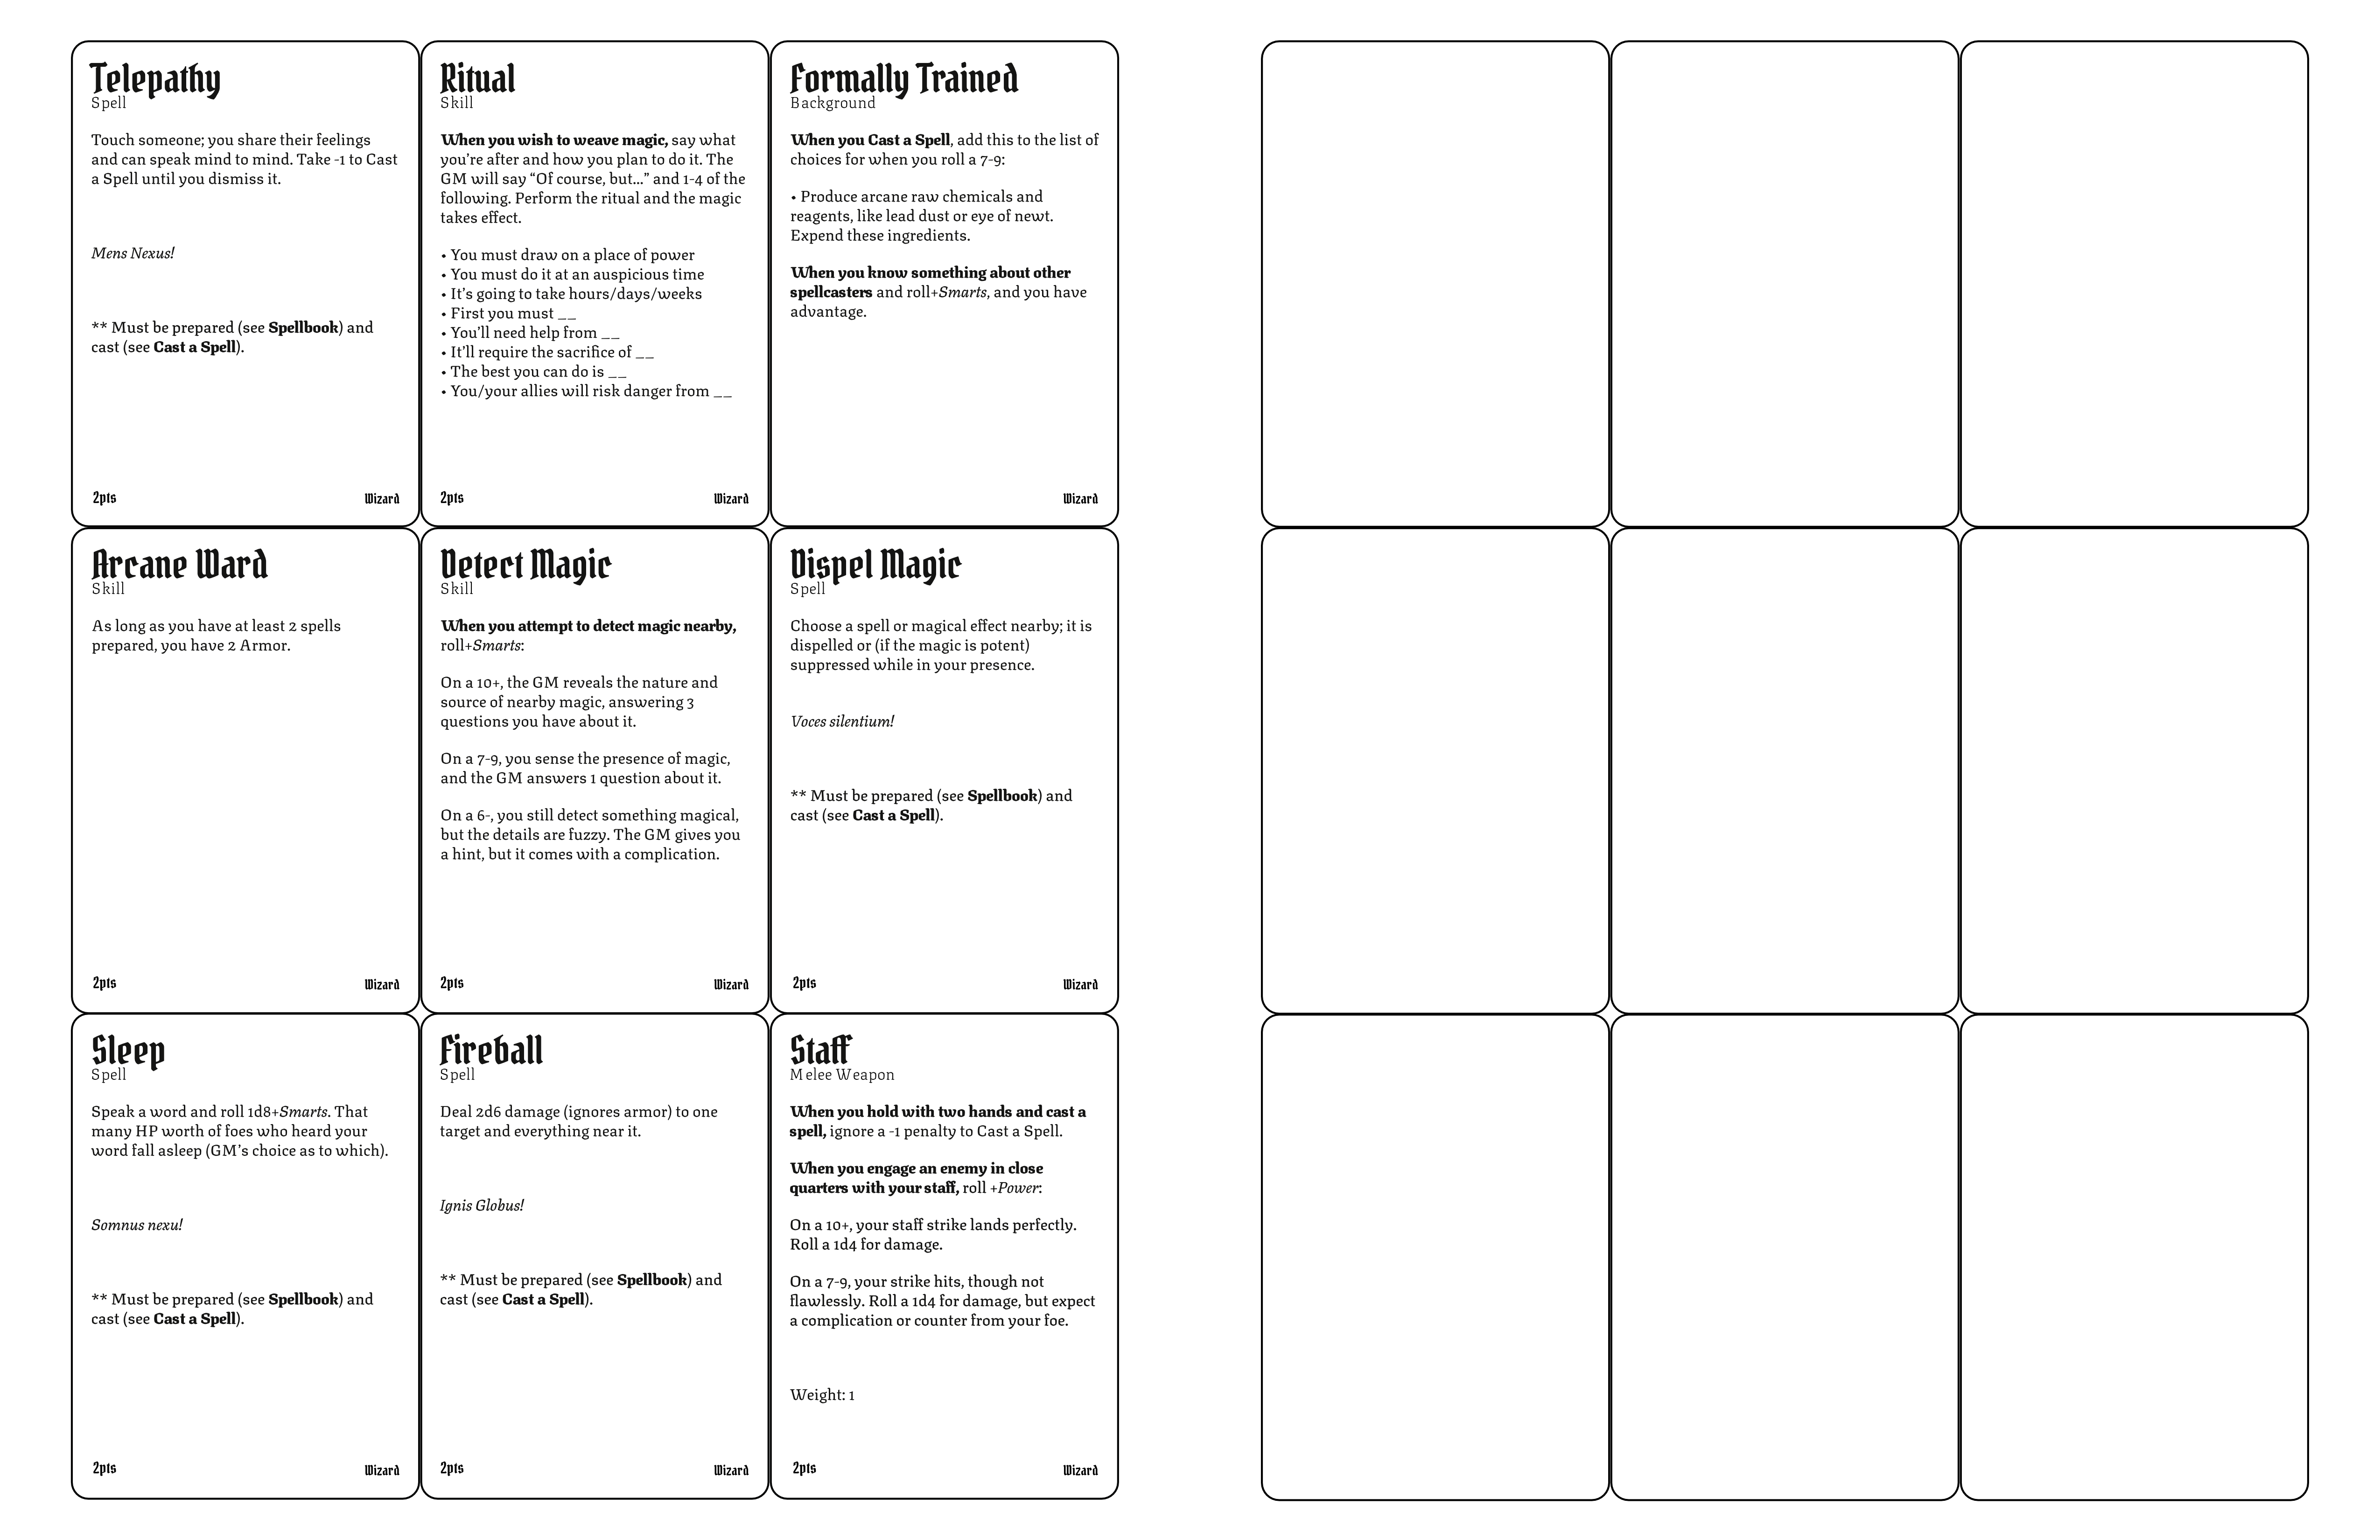 Telepathy
Spell
Touch someone; you share their feelings
and can speak mind to mind. Take -1 to Cast
a Spell until you dismiss it.
Mens Nexus!
** Must be prepared (see Spellbook) and
cast (see Cast a Spell).
2pts
Wizard
Ritual
Skill
When you wish to weave magic, say what
you're after and how you plan to do it. The
GM will say “Of course, but...” and 1-4 of the
following. Perform the ritual and the magic
takes effect.
• You must draw on a place of power
• You must do it at an auspicious time
• It's going to take hours/days/weeks
• First you must __
• You'll need help from __
• It'll require the sacrifice of __
• The best you can do is __
• You/your allies will risk danger from __
2pts
Wizard
Formally Trained
Background
When you Cast a Spell, add this to the list of
choices for when you roll a 7-9:
• Produce arcane raw chemicals and
reagents, like lead dust or eye of newt.
Expend these ingredients.
When you know something about other
spellcasters and roll+Smarts, and you have
advantage.
Wizard
Arcane Ward
Skill
As long as you have at least 2 spells
prepared, you have 2 Armor.
2pts
Wizard
Detect Magic
Skill
When you attempt to detect magic nearby,
roll+Smarts:
On a 10+, the GM reveals the nature and
source of nearby magic, answering 3
questions you have about it.
On a 7-9, you sense the presence of magic,
and the GM answers 1 question about it.
On a 6-, you still detect something magical,
but the details are fuzzy. The GM gives you
a hint, but it comes with a complication.
2pts
Wizard
Dispel Magic
Spell
Choose a spell or magical effect nearby; it is
dispelled or (if the magic is potent)
suppressed while in your presence.
Voces silentium!
** Must be prepared (see Spellbook) and
cast (see Cast a Spell).
2pts
Wizard
Sleep
Spell
Speak a word and roll 1d8+Smarts. That
many HP worth of foes who heard your
word fall asleep (GM's choice as to which).
Somnus nexu!
** Must be prepared (see Spellbook) and
cast (see Cast a Spell).
2pts
Wizard
Fireball
Spell
Deal 2d6 damage (ignores armor) to one
target and everything near it.
Ignis Globus!
** Must be prepared (see Spellbook) and
cast (see Cast a Spell).
2pts
Wizard
Staff
Melee Weapon
When you hold with two hands and cast a
spell, ignore a -1 penalty to Cast a Spell.
When you engage an enemy in close
quarters with your staff, roll +Power:
On a 10+, your staff strike lands perfectly.
Roll a 1d4 for damage.
On a 7-9, your strike hits, though not
flawlessly. Roll a 1d4 for damage, but expect
a complication or counter from your foe.
Weight: 1
2pts
Wizard